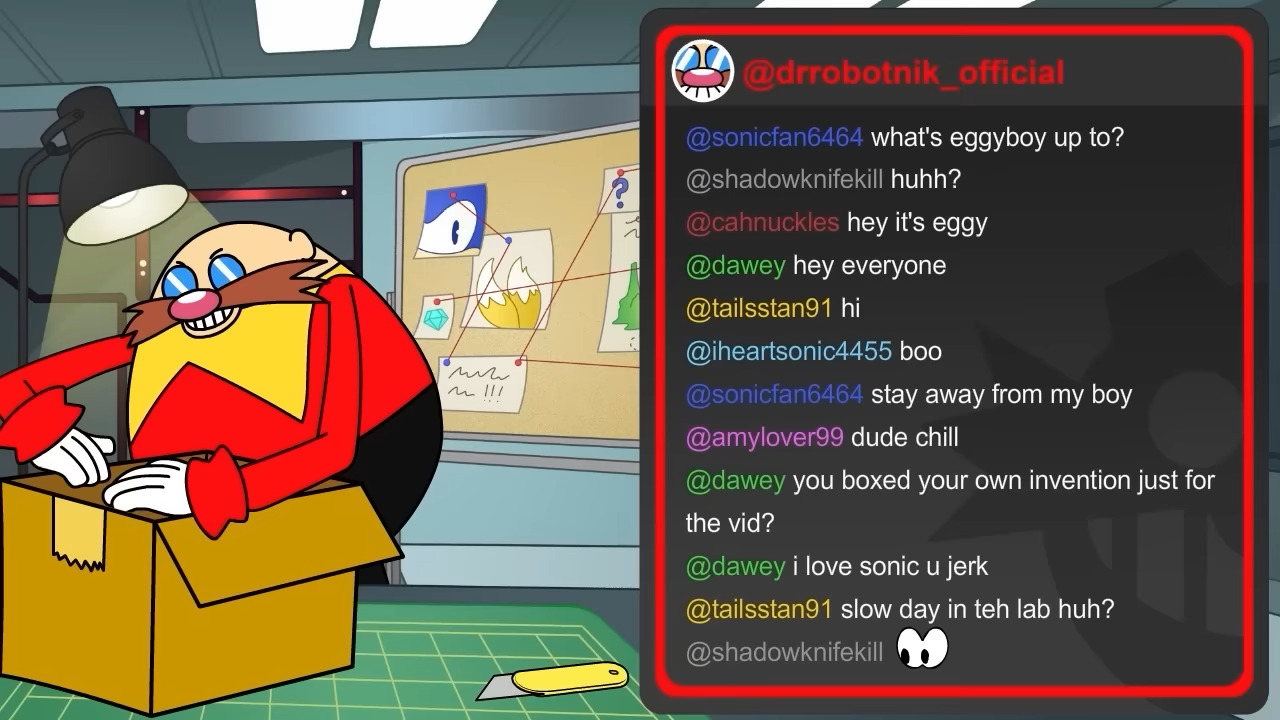 @drrobotnik_official
@sonicfan6464 what's eggyboy up to?
@shadowknifekill huhh?
@cahnuckles hey it's eggy
@dawey hey everyone
@tailsstan91 hi
@iheartsonic4455 boo
@sonicfan6464 stay away from my boy
@amylover99 dude chill
@dawey you boxed your own invention just for
the vid?
@dawey i love sonic u jerk
@tailsstan91 slow day in teh lab huh?
@shadowknifekill
?
!!!